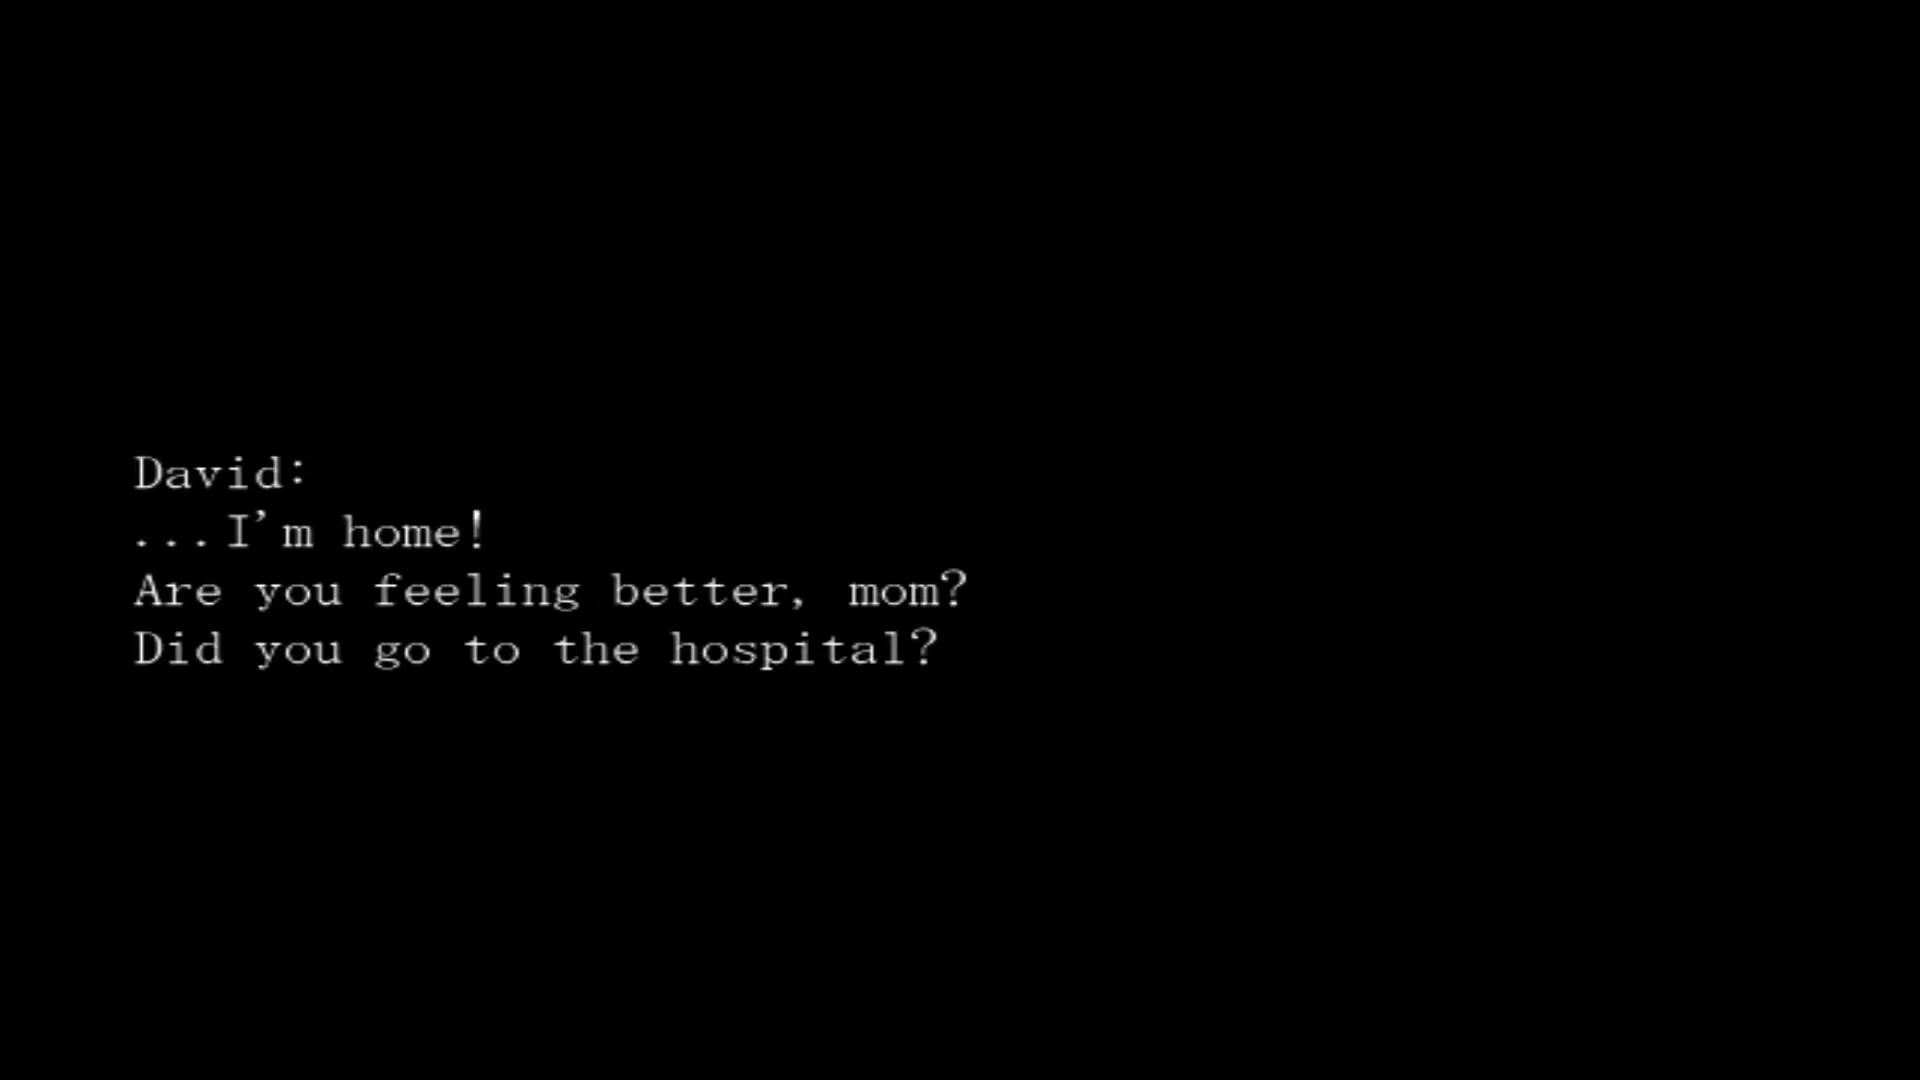 David:
...I'm home!
Are you feeling better, mom?
Did you go to the hospital?